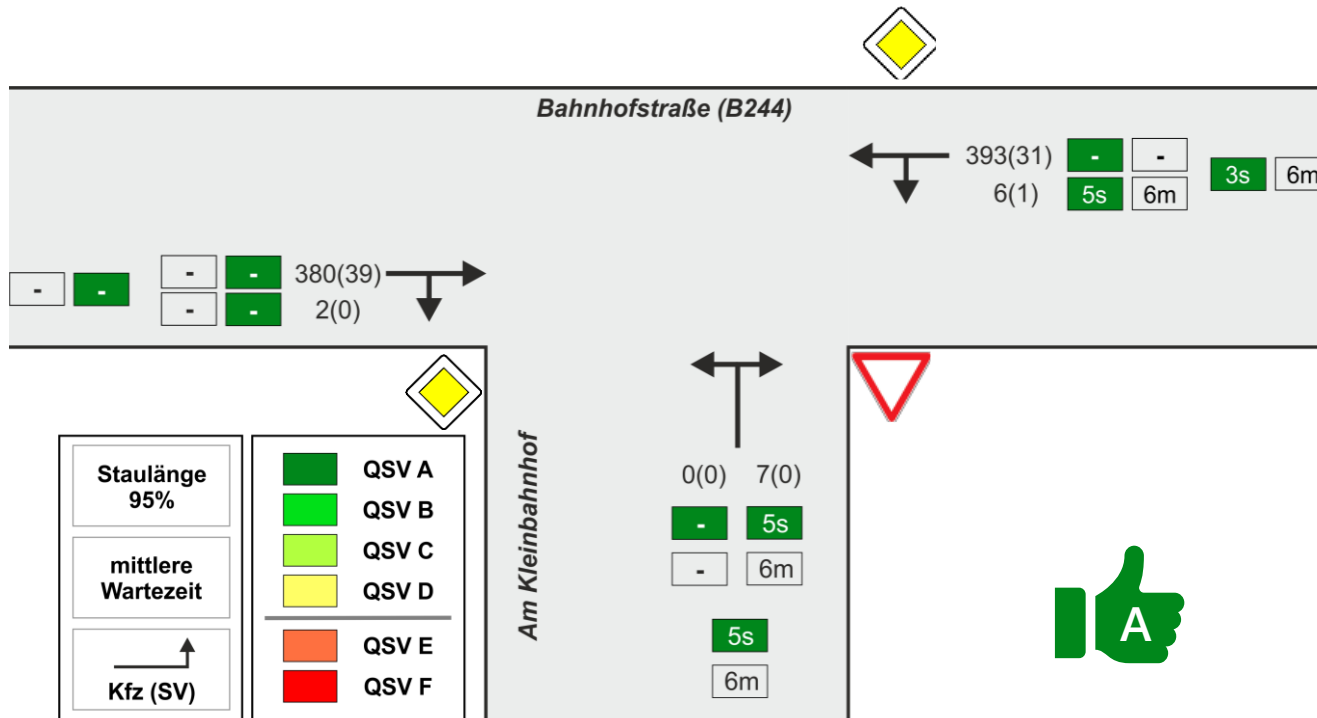 Bahnhofstraße (B244)
393(31) - -
6(1) 5s 6m
3s 6m
- -
- - 380(39)
- - 2(0)
Am Kleinbahnhof
0(0) 7(0)
- 5s
- 6m
5s
6m
Staulänge
95%
mittlere
Wartezeit
Kfz (SV)
QSV A
QSV B
QSV C
QSV D
QSV E
QSV F
A